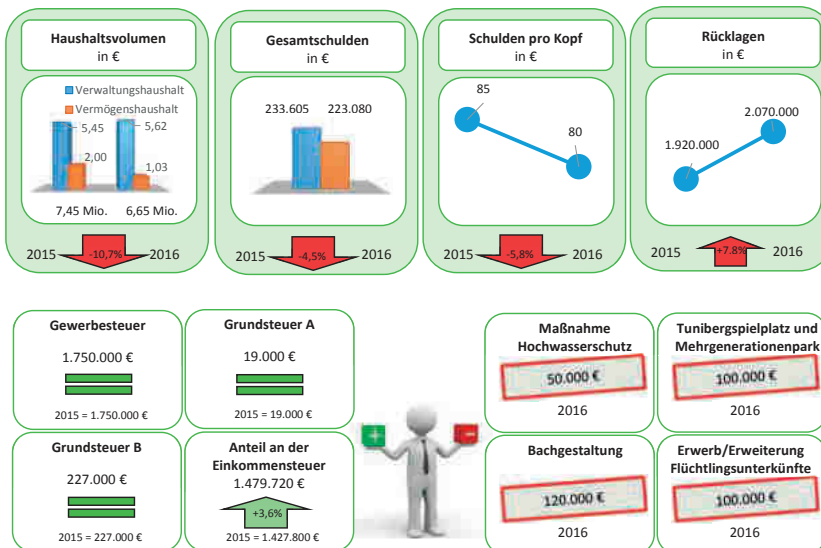 Haushaltsvolumen
in €
Verwaltungshaushalt
Vermögenshaushalt
5,45
5,62
2,00
1,03
7,45 Mio.
6,65 Mio.
2015
-10,7%
2016
Gesamtschulden
in €
233.605
223.080
2015
-4,5%
2016
Schulden pro Kopf
in €
85
80
2015
-5,8%
2016
Rücklagen
in €
2.070.000
1.920.000
2015
+7.8%
2016
Gewerbesteuer
1.750.000 €
2015 = 1.750.000 €
Grundsteuer A
19.000 €
2015 = 19.000 €
Grundsteuer B
227.000 €
2015 = 227.000 €
Anteil an der
Einkommensteuer
1.479.720 €
+3,6%
2015 = 1.427.800 €
Maßnahme
Hochwasserschutz
50.000 €
2016
Tunibergspielplatz und
Mehrgenerationenpark
100.000 €
2016
Bachgestaltung
120.000 €
2016
Erwerb/Erweiterung
Flüchtlingsunterkünfte
100.000 €
2016